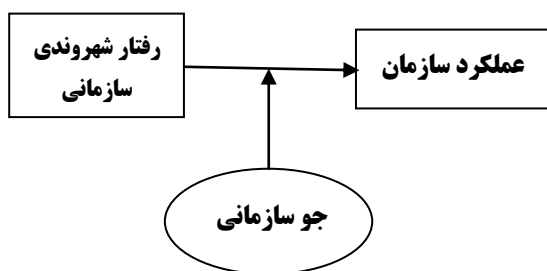 رفتار شهروندی
سازمانی
عملکرد سازمان
جو سازمانی